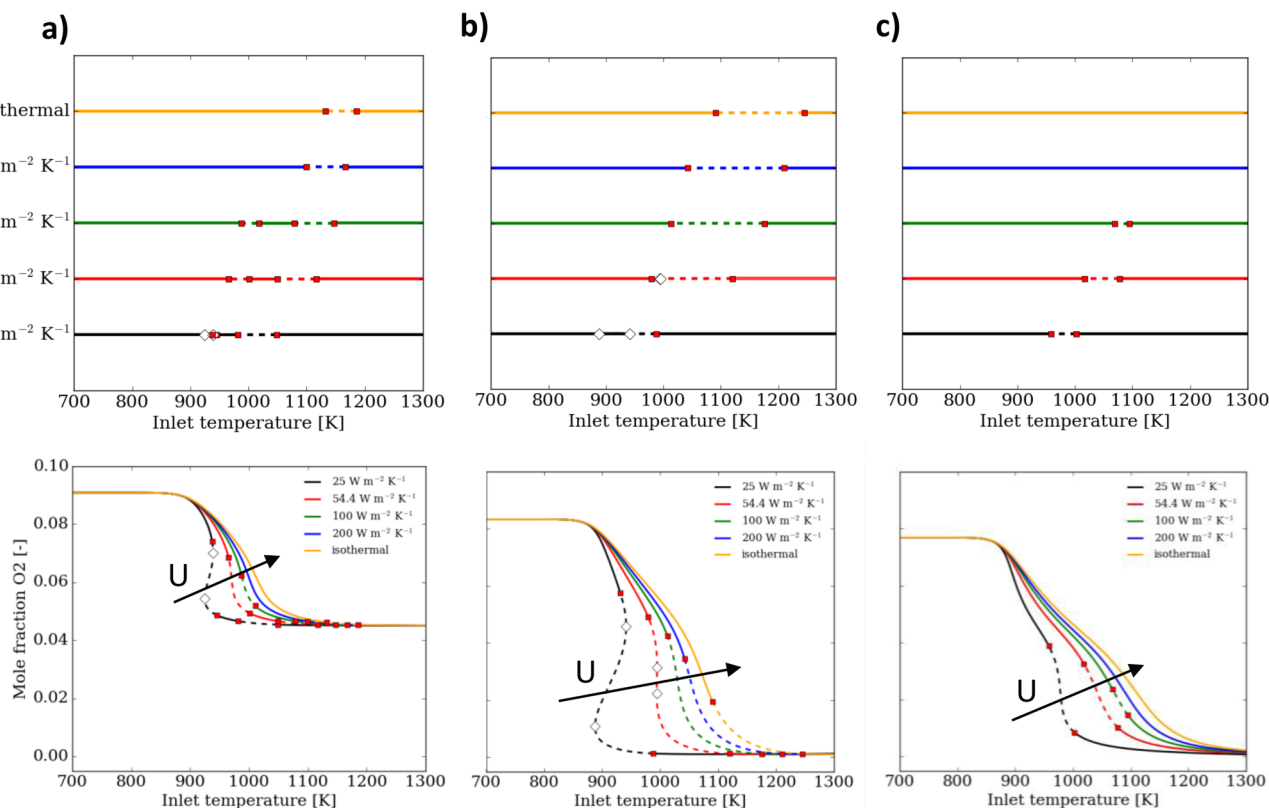 a)
b)
c)
thermal
m⁻² K⁻¹
m⁻² K⁻¹
m⁻² K⁻¹
m⁻² K⁻¹
700 800 900 1000 1100 1200 1300
Inlet temperature [K]
700 800 900 1000 1100 1200 1300
Inlet temperature [K]
700 800 900 1000 1100 1200 1300
Inlet temperature [K]
Mole fraction O2 [-]
0.10
0.08
0.06
0.04
0.02
0.00
25 W m⁻² K⁻¹
54.4 W m⁻² K⁻¹
100 W m⁻² K⁻¹
200 W m⁻² K⁻¹
isothermal
U
700 800 900 1000 1100 1200 1300
Inlet temperature [K]
25 W m⁻² K⁻¹
54.4 W m⁻² K⁻¹
100 W m⁻² K⁻¹
200 W m⁻² K⁻¹
isothermal
U
700 800 900 1000 1100 1200 1300
Inlet temperature [K]
25 W m⁻² K⁻¹
54.4 W m⁻² K⁻¹
100 W m⁻² K⁻¹
200 W m⁻² K⁻¹
isothermal
U
700 800 900 1000 1100 1200 1300
Inlet temperature [K]